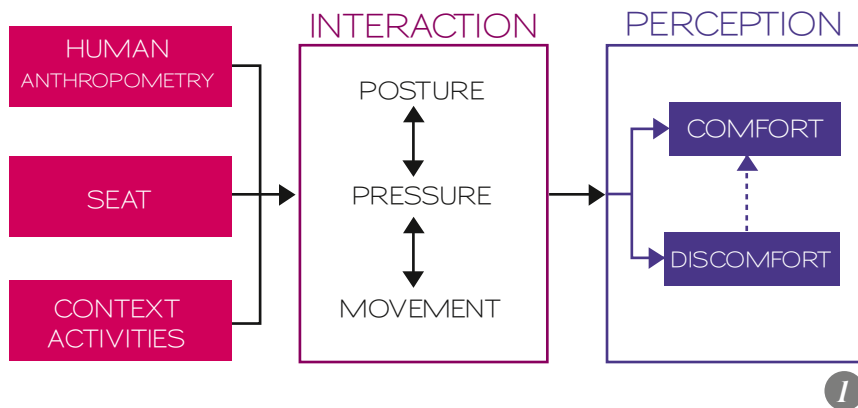 INTERACTION
PERCEPTION
HUMAN
ANTHROPOMETRY
SEAT
CONTEXT
ACTIVITIES
POSTURE
PRESSURE
MOVEMENT
COMFORT
DISCOMFORT
1